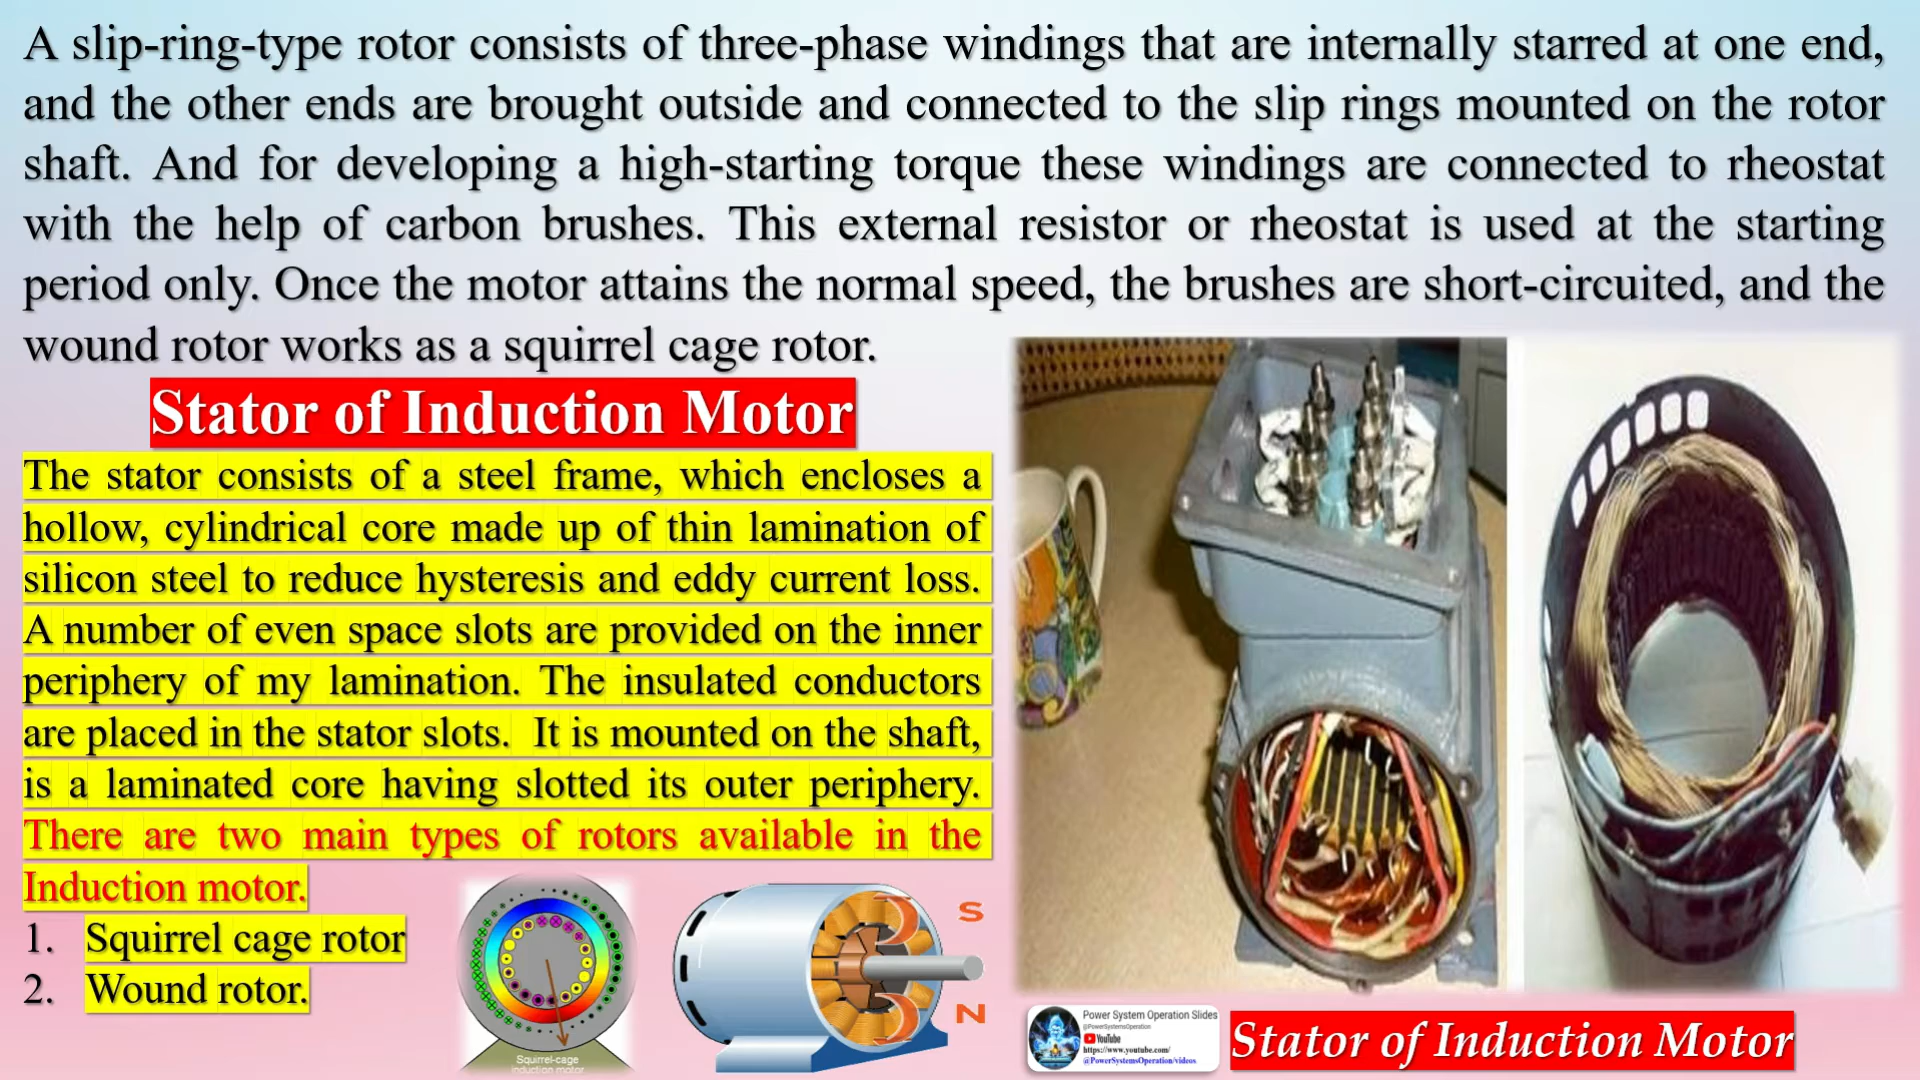 A slip-ring-type rotor consists of three-phase windings that are internally starred at one end,
and the other ends are brought outside and connected to the slip rings mounted on the rotor
shaft. And for developing a high-starting torque these windings are connected to rheostat
with the help of carbon brushes. This external resistor or rheostat is used at the starting
period only. Once the motor attains the normal speed, the brushes are short-circuited, and the
wound rotor works as a squirrel cage rotor.
Stator of Induction Motor
The stator consists of a steel frame, which encloses a
hollow, cylindrical core made up of thin lamination of
silicon steel to reduce hysteresis and eddy current loss.
A number of even space slots are provided on the inner
periphery of my lamination. The insulated conductors
are placed in the stator slots. It is mounted on the shaft,
is a laminated core having slotted its outer periphery.
There are two main types of rotors available in the
Induction motor.
1. Squirrel cage rotor
2. Wound rotor.
Squirrel-cage
induction motor
S
N
Power System Operation Slides
@PowerSystemsOperation
YouTube
https://www.youtube.com/
@PowerSystemsOperation/videos
Stator of Induction Motor